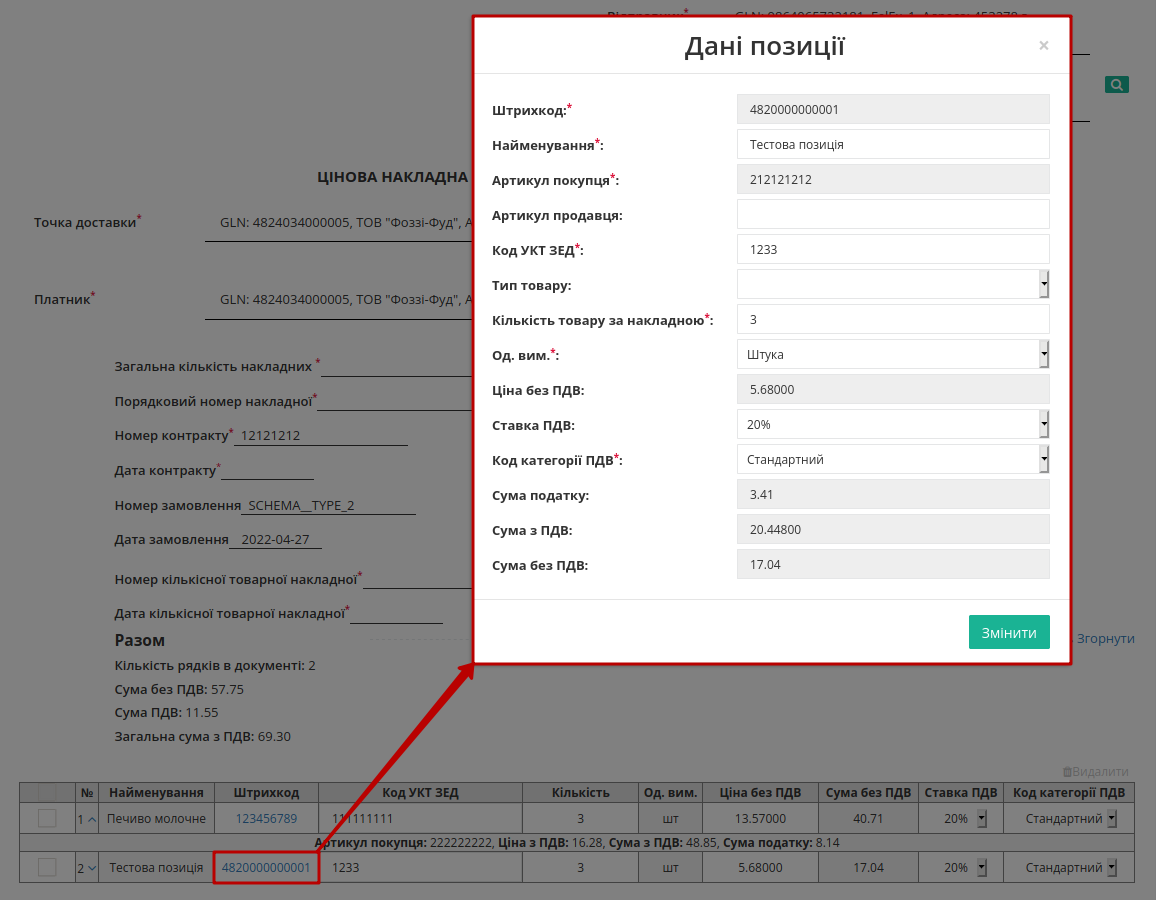 Дані позиції ×
Штрихкод:* 4820000000001
Найменування*: Тестова позиція
Артикул покупця*: 212121212
Артикул продавця:
Код УКТ ЗЕД*: 1233
Тип товару:
Кількість товару за накладною*: 3
Од. вим.*: Штука
Ціна без ПДВ: 5.68000
Ставка ПДВ: 20%
Код категорії ПДВ*: Стандартний
Сума податку: 3.41
Сума з ПДВ: 20.44800
Сума без ПДВ: 17.04
Змінити
ЦІНОВА НАКЛАДНА
Точка доставки* GLN: 4824034000005, ТОВ "Фоззі-Фуд", А
Платник* GLN: 4824034000005, ТОВ "Фоззі-Фуд", А
Загальна кількість накладних *
Порядковий номер накладної*
Номер контракту* 12121212
Дата контракту*
Номер замовлення SCHEMA__TYPE_2
Дата замовлення 2022-04-27
Номер кількісної товарної накладної*
Дата кількісної товарної накладної*
Разом Згорнути
Кількість рядків в документі: 2
Сума без ПДВ: 57.75
Сума ПДВ: 11.55
Загальна сума з ПДВ: 69.30
Видалити
№ Найменування Штрихкод Код УКТ ЗЕД Кількість Од. вим. Ціна без ПДВ Сума без ПДВ Ставка ПДВ Код категорії ПДВ
1 Печиво молочне 123456789 111111111 3 шт 13.57000 40.71 20% Стандартний
Артикул покупця: 222222222, Ціна з ПДВ: 16.28, Сума з ПДВ: 48.85, Сума податку: 8.14
2 Тестова позиція 4820000000001 1233 3 шт 5.68000 17.04 20% Стандартний